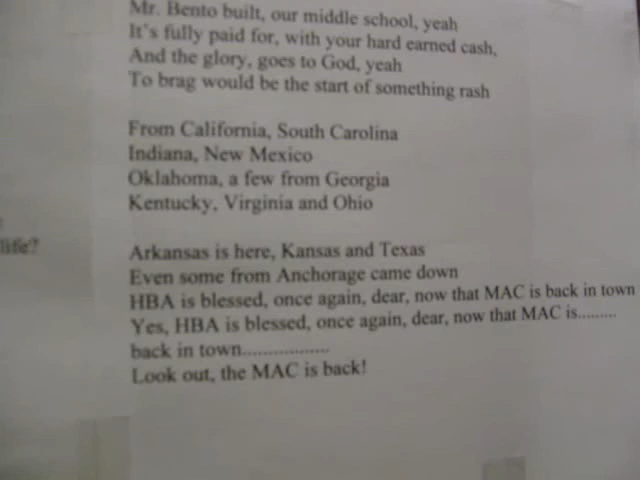 Mr. Bento built, our middle school, yeah
It's fully paid for, with your hard earned cash,
And the glory, goes to God, yeah
To brag would be the start of something rash
From California, South Carolina
Indiana, New Mexico
Oklahoma, a few from Georgia
Kentucky, Virginia and Ohio
life?
Arkansas is here, Kansas and Texas
Even some from Anchorage came down
HBA is blessed, once again, dear, now that MAC is back in town
Yes, HBA is blessed, once again, dear, now that MAC is.........
back in town.................
Look out, the MAC is back!